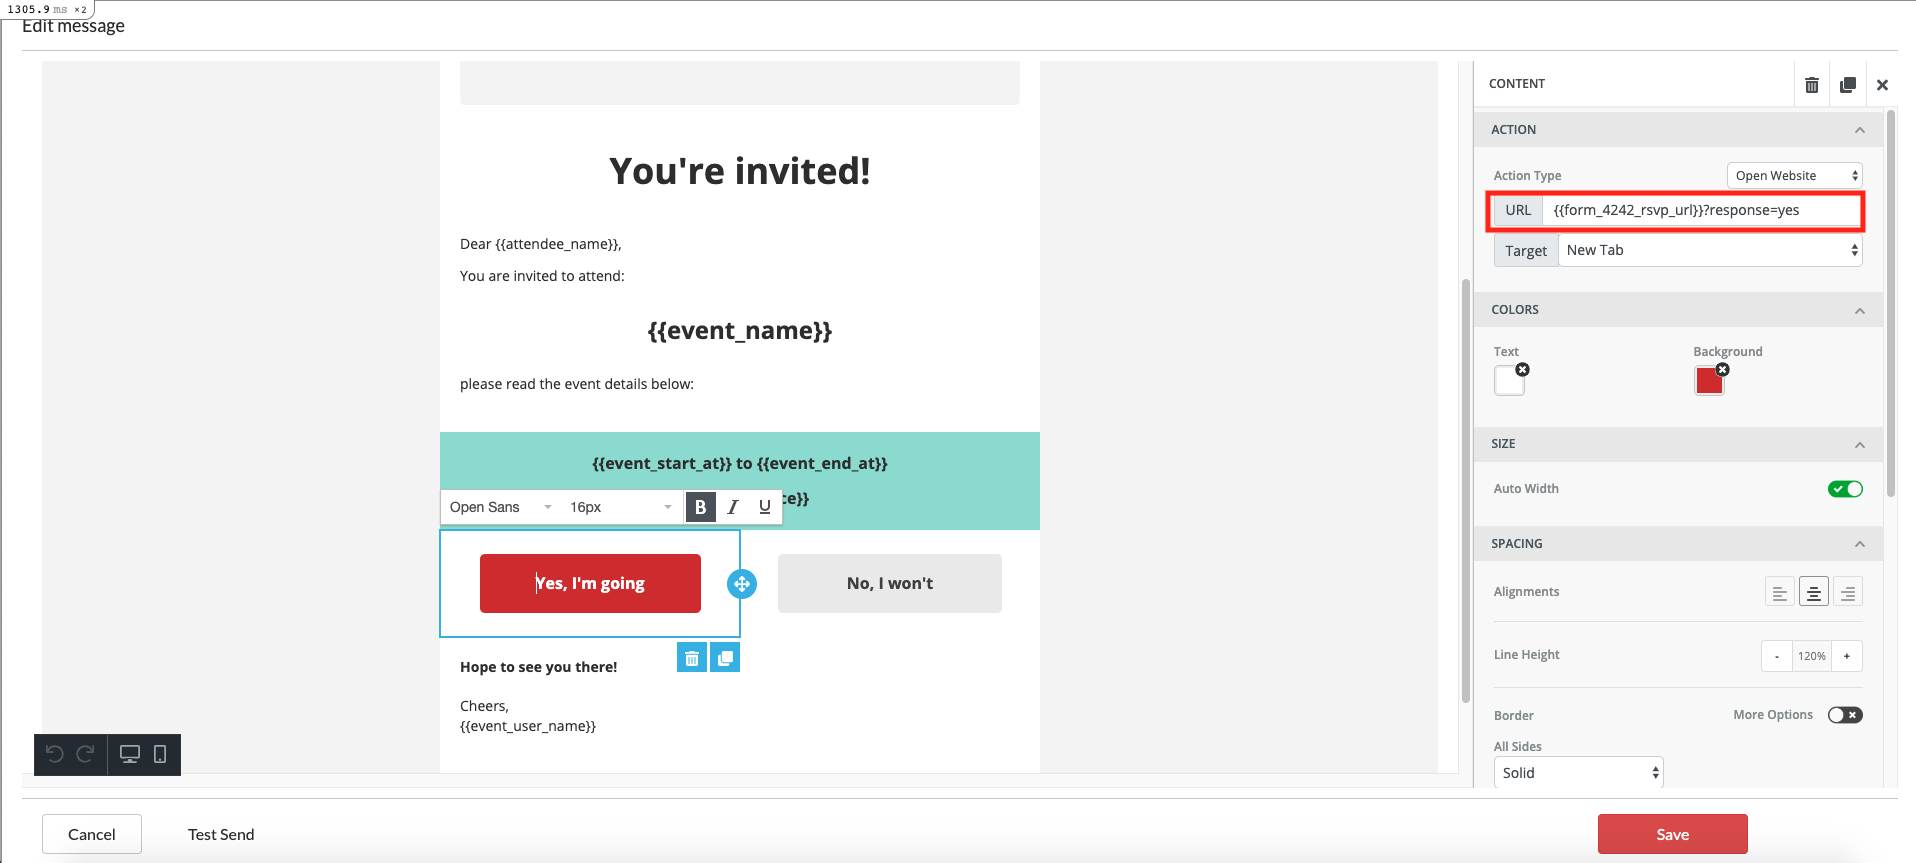 1305.9 ms ×2
Edit message
You're invited!
Dear {{attendee_name}},
You are invited to attend:
{{event_name}}
please read the event details below:
{{event_start_at}} to {{event_end_at}}
ce}}
Open Sans 16px B I U
Yes, I'm going
No, I won't
Hope to see you there!
Cheers,
{{event_user_name}}
Cancel
Test Send
Save
CONTENT
ACTION
Action Type Open Website
URL {{form_4242_rsvp_url}}?response=yes
Target New Tab
COLORS
Text Background
SIZE
Auto Width
SPACING
Alignments
Line Height - 120% +
Border More Options
All Sides
Solid